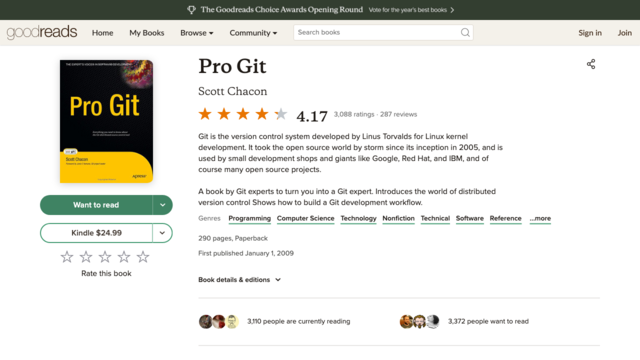 The Goodreads Choice Awards Opening Round Vote for the year's best books
goodreads Home My Books Browse Community Search books Sign in Join
Pro Git
Scott Chacon
4.17 3,088 ratings · 287 reviews
Git is the version control system developed by Linus Torvalds for Linux kernel
development. It took the open source world by storm since its inception in 2005, and is
used by small development shops and giants like Google, Red Hat, and IBM, and of
course many open source projects.
A book by Git experts to turn you into a Git expert. Introduces the world of distributed
version control Shows how to build a Git development workflow.
Genres Programming Computer Science Technology Nonfiction Technical Software Reference ...more
290 pages, Paperback
First published January 1, 2009
Book details & editions
3,110 people are currently reading
3,372 people want to read
Pro Git
Scott Chacon
Apress
Want to read
Kindle $24.99
Rate this book